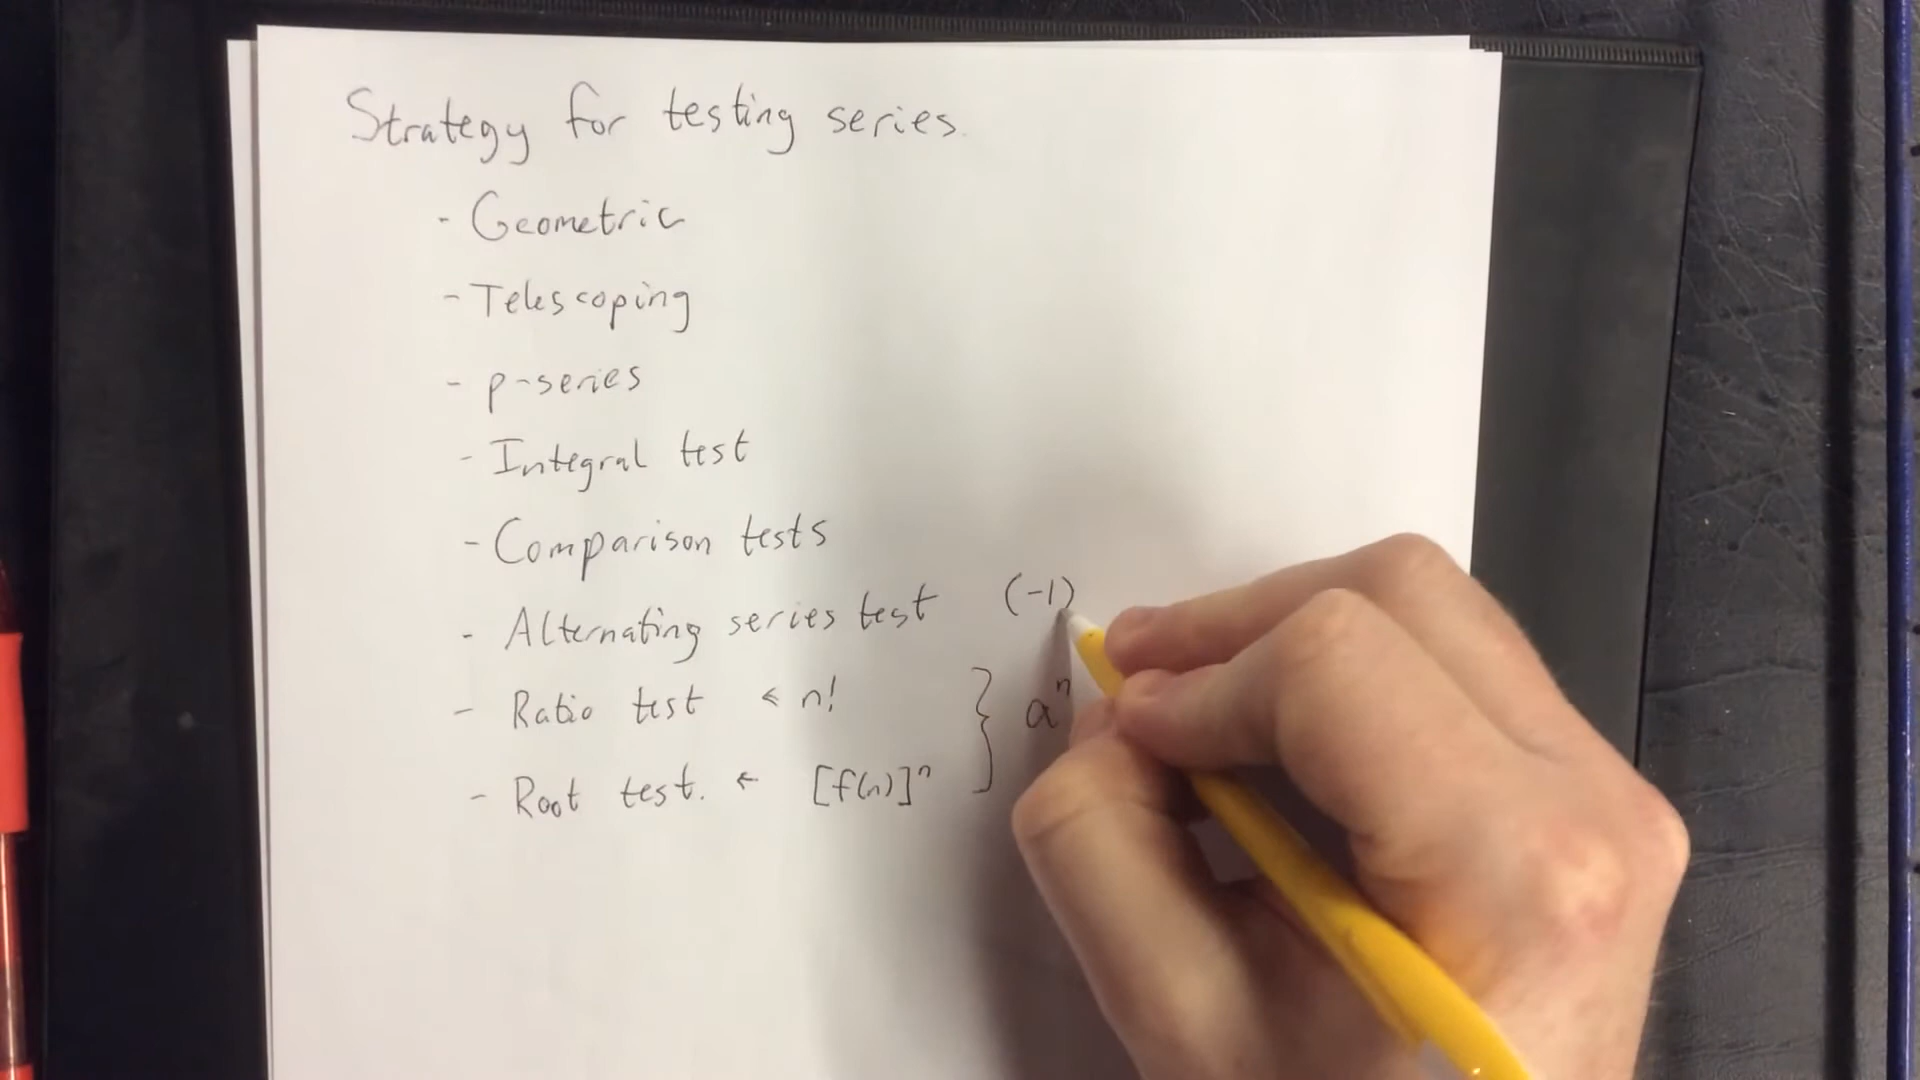 Strategy for testing series.
- Geometric
- Telescoping
- p-series
- Integral test
- Comparison tests
- Alternating series test (-1)
- Ratio test ← n!
- Root test. ← [f(n)]ⁿ } aⁿ